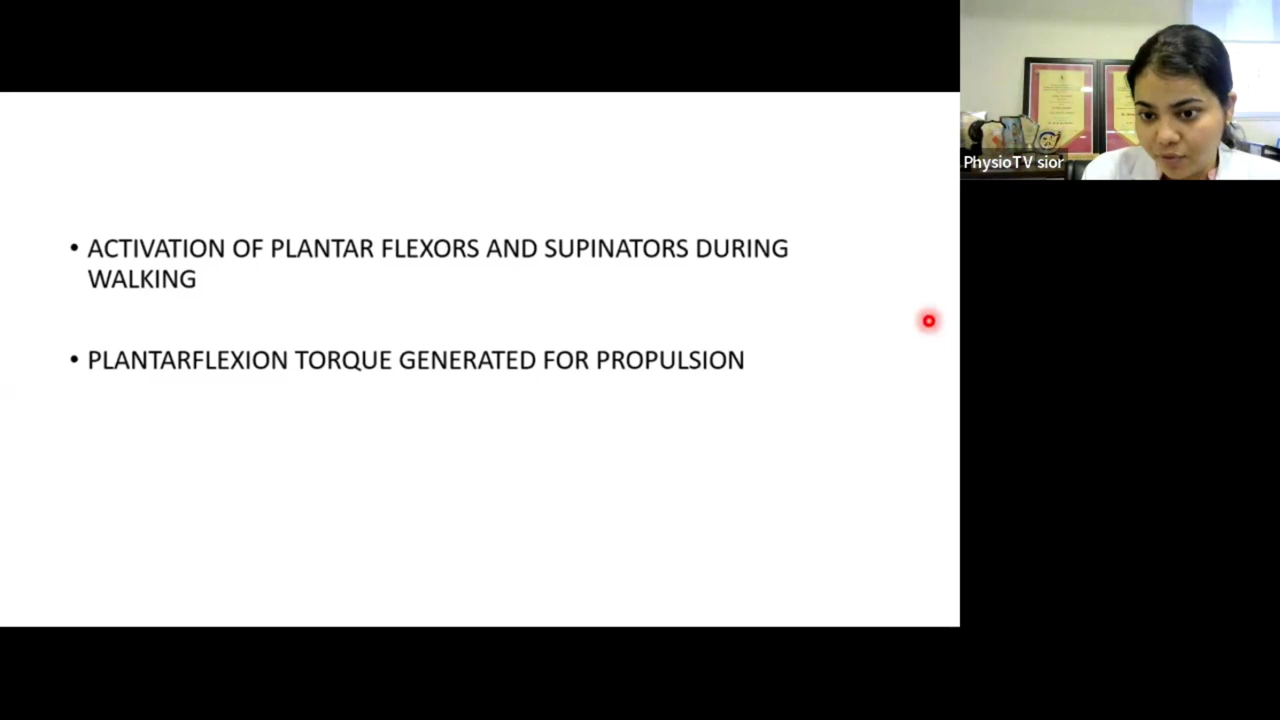 • ACTIVATION OF PLANTAR FLEXORS AND SUPINATORS DURING
WALKING
• PLANTARFLEXION TORQUE GENERATED FOR PROPULSION
PhysioTV sior